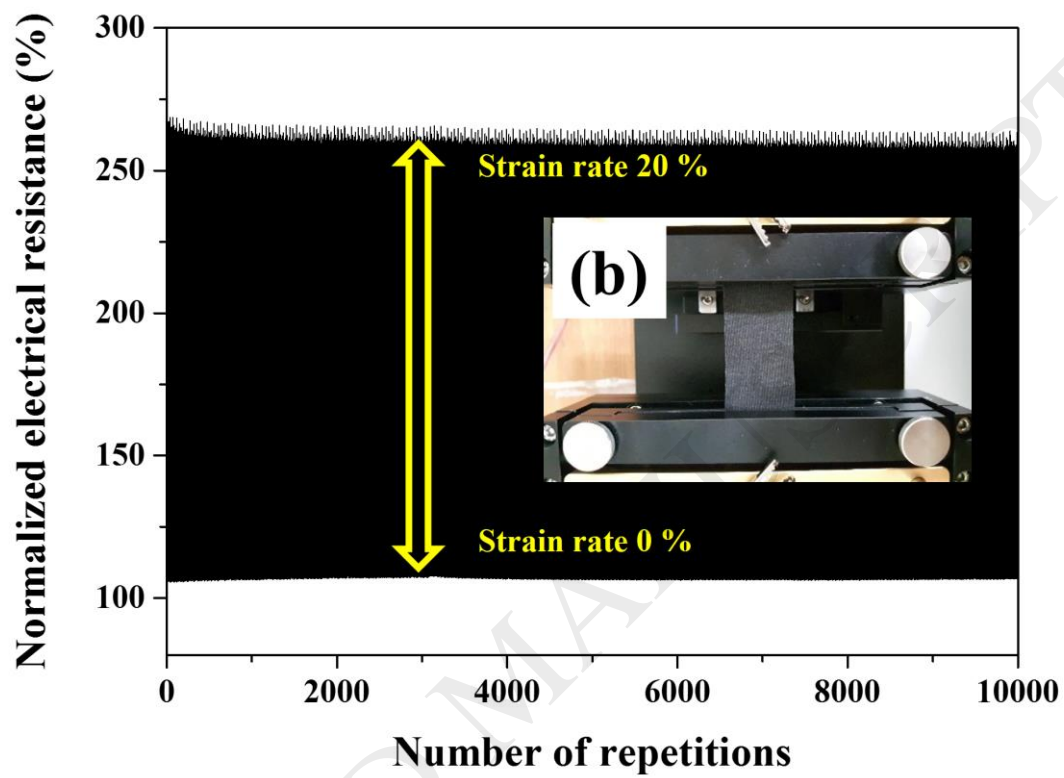 Normalized electrical resistance (%)
300
250
200
150
100
Strain rate 20 %
(b)
Strain rate 0 %
0
2000
4000
6000
8000
10000
Number of repetitions